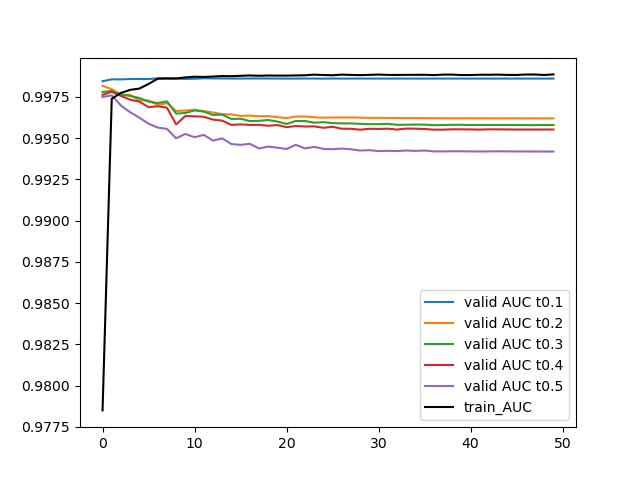 0.9975
0.9950
0.9925
0.9900
0.9875
0.9850
0.9825
0.9800
0.9775
0
10
20
30
40
50
valid AUC t0.1
valid AUC t0.2
valid AUC t0.3
valid AUC t0.4
valid AUC t0.5
train_AUC